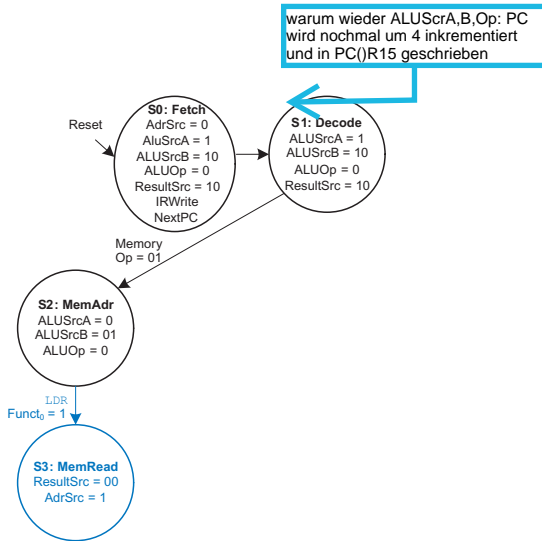 warum wieder ALUScrA,B,Op: PC
wird nochmal um 4 inkrementiert
und in PC()R15 geschrieben
Reset
S0: Fetch
AdrSrc = 0
AluSrcA = 1
ALUSrcB = 10
ALUOp = 0
ResultSrc = 10
IRWrite
NextPC
S1: Decode
ALUSrcA = 1
ALUSrcB = 10
ALUOp = 0
ResultSrc = 10
Memory
Op = 01
S2: MemAdr
ALUSrcA = 0
ALUSrcB = 01
ALUOp = 0
LDR
Funct₀ = 1
S3: MemRead
ResultSrc = 00
AdrSrc = 1